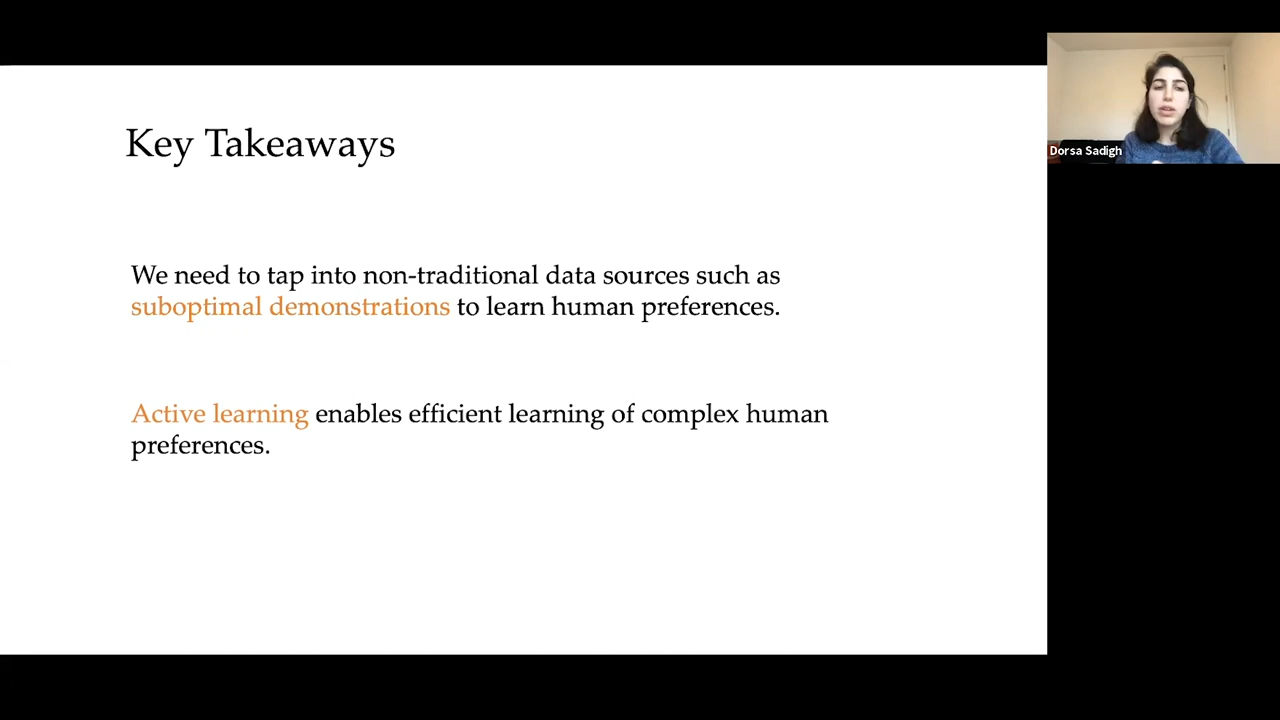 Key Takeaways
We need to tap into non-traditional data sources such as
suboptimal demonstrations to learn human preferences.
Active learning enables efficient learning of complex human
preferences.
Dorsa Sadigh